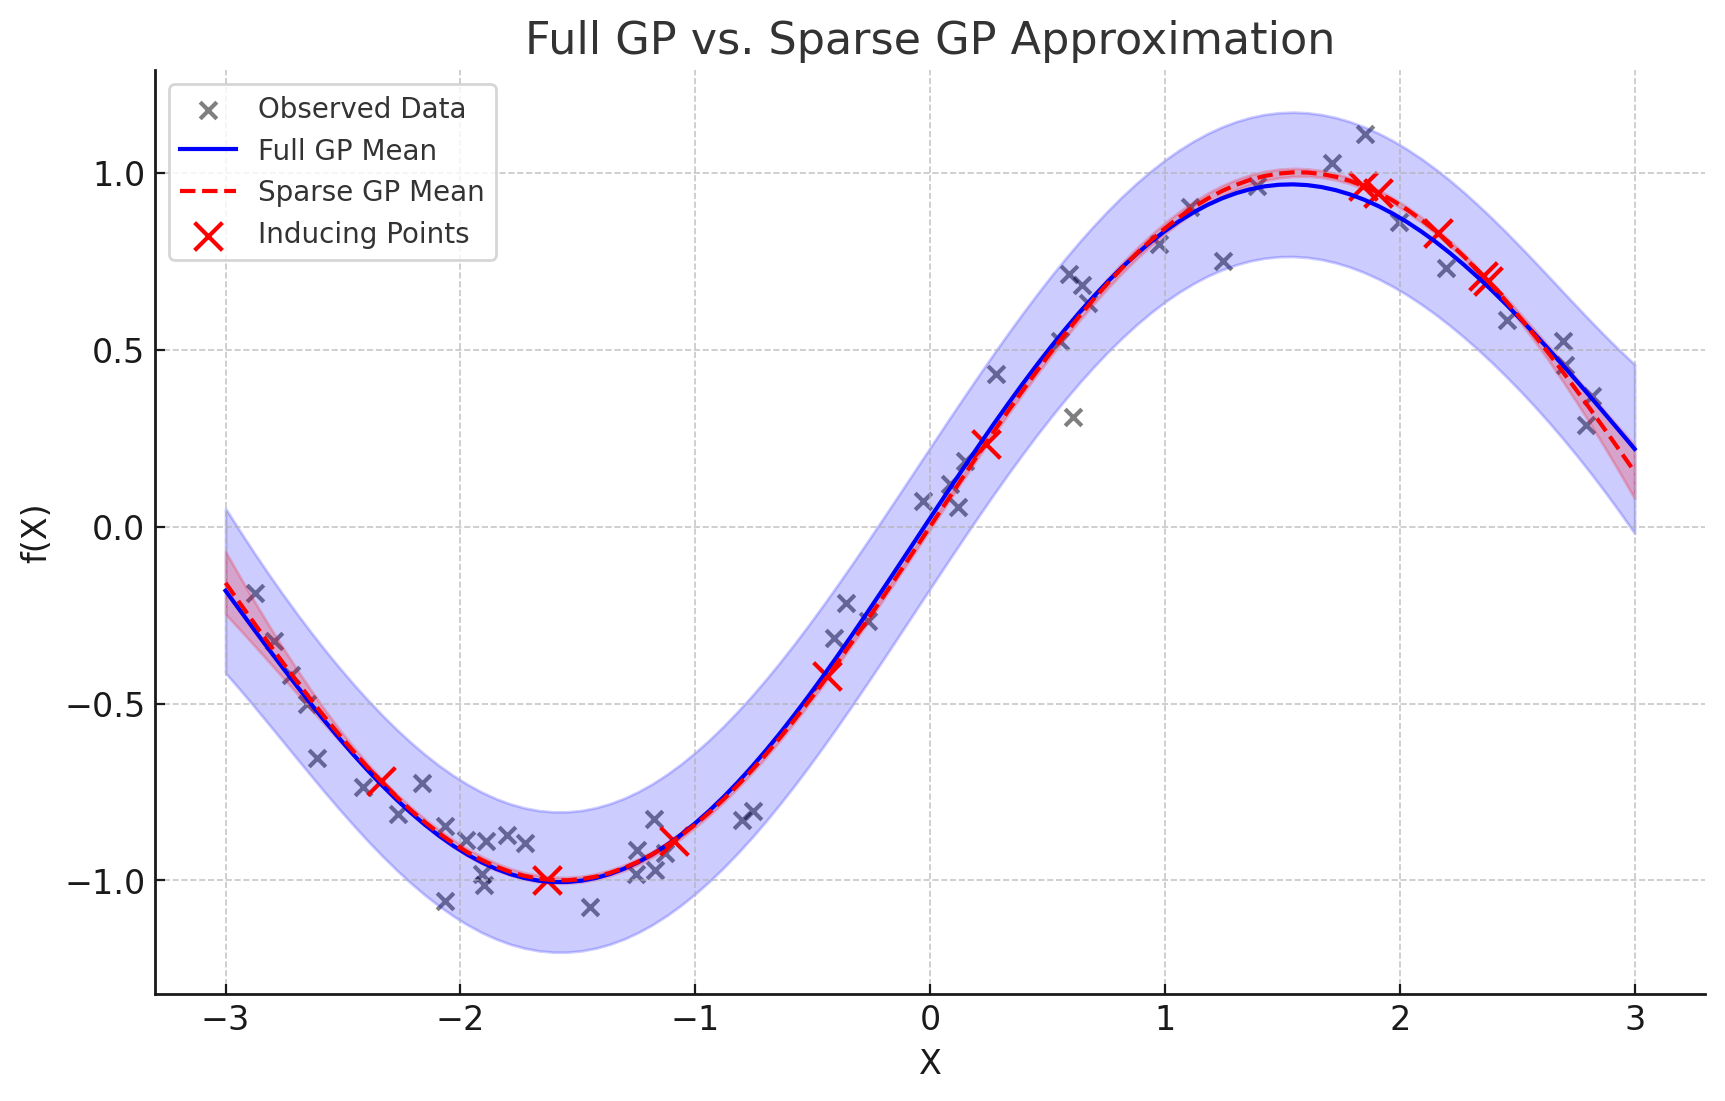 Full GP vs. Sparse GP Approximation
Observed Data
Full GP Mean
Sparse GP Mean
Inducing Points
1.0
0.5
0.0
−0.5
−1.0
f(X)
−3 −2 −1 0 1 2 3
X